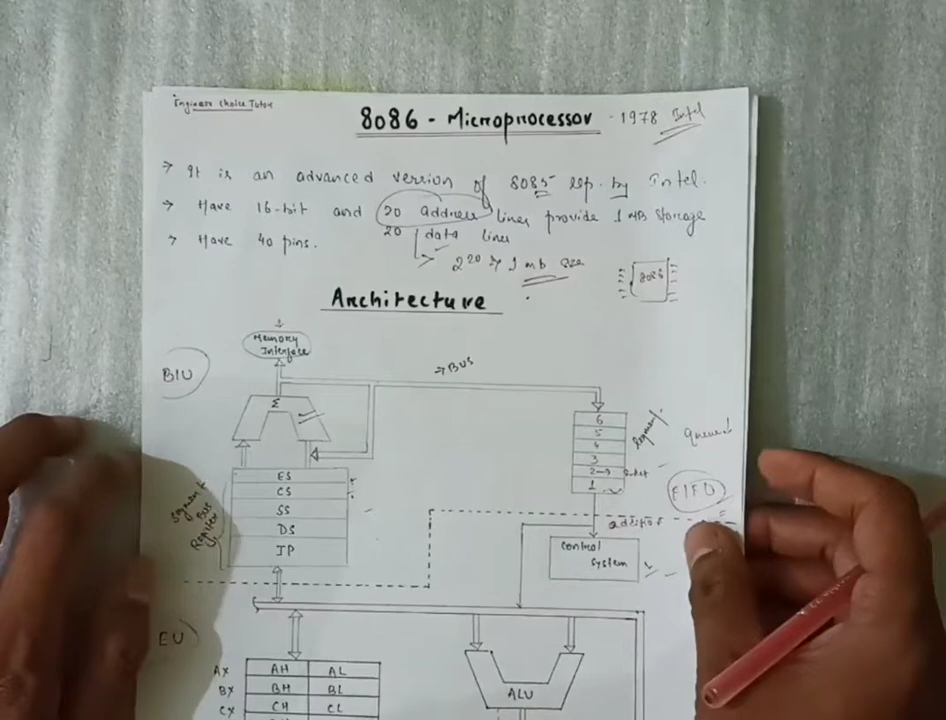 Engineers Choice Tutor
8086 - Microprocessor - 1978 Intel
→ It is an advanced version of 8085 by Intel.
→ Have 16-bit and 20 address lines provide 1 MB storage
20 data lines
→ Have 40 pins.
2 20 → 1 mb
8086
Architecture
Memory
Interface
BIU
→ BUS
Σ
6
5
4
3
2 →
1
Segment
FIFO
ES
CS
SS
DS
IP
Segment
Bus
Register
Control
System
EU
AX AH AL
BX BH BL
CX CH CL
ALU